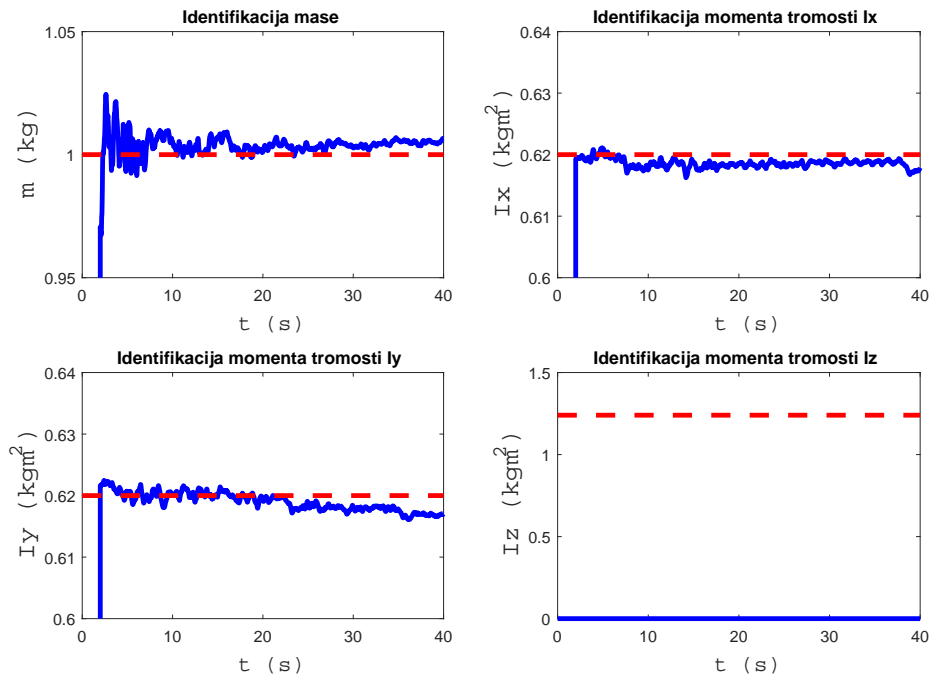 Identifikacija mase
1.05
1
0.95
m (kg)
0 10 20 30 40
t (s)
Identifikacija momenta tromosti Ix
0.64
0.63
0.62
0.61
0.6
Ix (kgm²)
0 10 20 30 40
t (s)
Identifikacija momenta tromosti Iy
0.64
0.63
0.62
0.61
0.6
Iy (kgm²)
0 10 20 30 40
t (s)
Identifikacija momenta tromosti Iz
1.5
1
0.5
0
Iz (kgm²)
0 10 20 30 40
t (s)